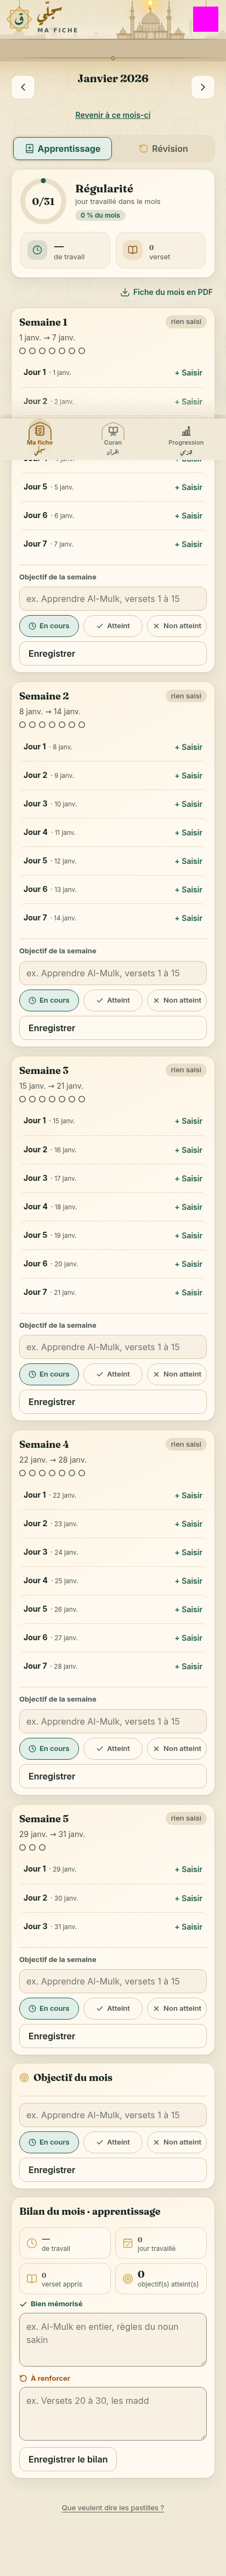 ق
سجلي
MA FICHE
Janvier 2026
Revenir à ce mois-ci
Apprentissage
Révision
0/31
Régularité
jour travaillé dans le mois
0 % du mois
—
de travail
0
verset
Fiche du mois en PDF
Semaine 1
rien saisi
1 janv. → 7 janv.
Jour 1 · 1 janv.
+ Saisir
Jour 2 · 2 janv.
+ Saisir
Ma fiche
سجلي
Coran
القرآن
Progression
Jour 5 · 5 janv.
+ Saisir
Jour 6 · 6 janv.
+ Saisir
Jour 7 · 7 janv.
+ Saisir
Objectif de la semaine
ex. Apprendre Al-Mulk, versets 1 à 15
En cours
Atteint
Non atteint
Enregistrer
Semaine 2
rien saisi
8 janv. → 14 janv.
Jour 1 · 8 janv.
+ Saisir
Jour 2 · 9 janv.
+ Saisir
Jour 3 · 10 janv.
+ Saisir
Jour 4 · 11 janv.
+ Saisir
Jour 5 · 12 janv.
+ Saisir
Jour 6 · 13 janv.
+ Saisir
Jour 7 · 14 janv.
+ Saisir
Objectif de la semaine
ex. Apprendre Al-Mulk, versets 1 à 15
En cours
Atteint
Non atteint
Enregistrer
Semaine 3
rien saisi
15 janv. → 21 janv.
Jour 1 · 15 janv.
+ Saisir
Jour 2 · 16 janv.
+ Saisir
Jour 3 · 17 janv.
+ Saisir
Jour 4 · 18 janv.
+ Saisir
Jour 5 · 19 janv.
+ Saisir
Jour 6 · 20 janv.
+ Saisir
Jour 7 · 21 janv.
+ Saisir
Objectif de la semaine
ex. Apprendre Al-Mulk, versets 1 à 15
En cours
Atteint
Non atteint
Enregistrer
Semaine 4
rien saisi
22 janv. → 28 janv.
Jour 1 · 22 janv.
+ Saisir
Jour 2 · 23 janv.
+ Saisir
Jour 3 · 24 janv.
+ Saisir
Jour 4 · 25 janv.
+ Saisir
Jour 5 · 26 janv.
+ Saisir
Jour 6 · 27 janv.
+ Saisir
Jour 7 · 28 janv.
+ Saisir
Objectif de la semaine
ex. Apprendre Al-Mulk, versets 1 à 15
En cours
Atteint
Non atteint
Enregistrer
Semaine 5
rien saisi
29 janv. → 31 janv.
Jour 1 · 29 janv.
+ Saisir
Jour 2 · 30 janv.
+ Saisir
Jour 3 · 31 janv.
+ Saisir
Objectif de la semaine
ex. Apprendre Al-Mulk, versets 1 à 15
En cours
Atteint
Non atteint
Enregistrer
Objectif du mois
ex. Apprendre Al-Mulk, versets 1 à 15
En cours
Atteint
Non atteint
Enregistrer
Bilan du mois · apprentissage
—
de travail
0
jour travaillé
0
verset appris
0
objectif(s) atteint(s)
Bien mémorisé
ex. Al-Mulk en entier, règles du noun
sakin
À renforcer
ex. Versets 20 à 30, les madd
Enregistrer le bilan
Que veulent dire les pastilles ?